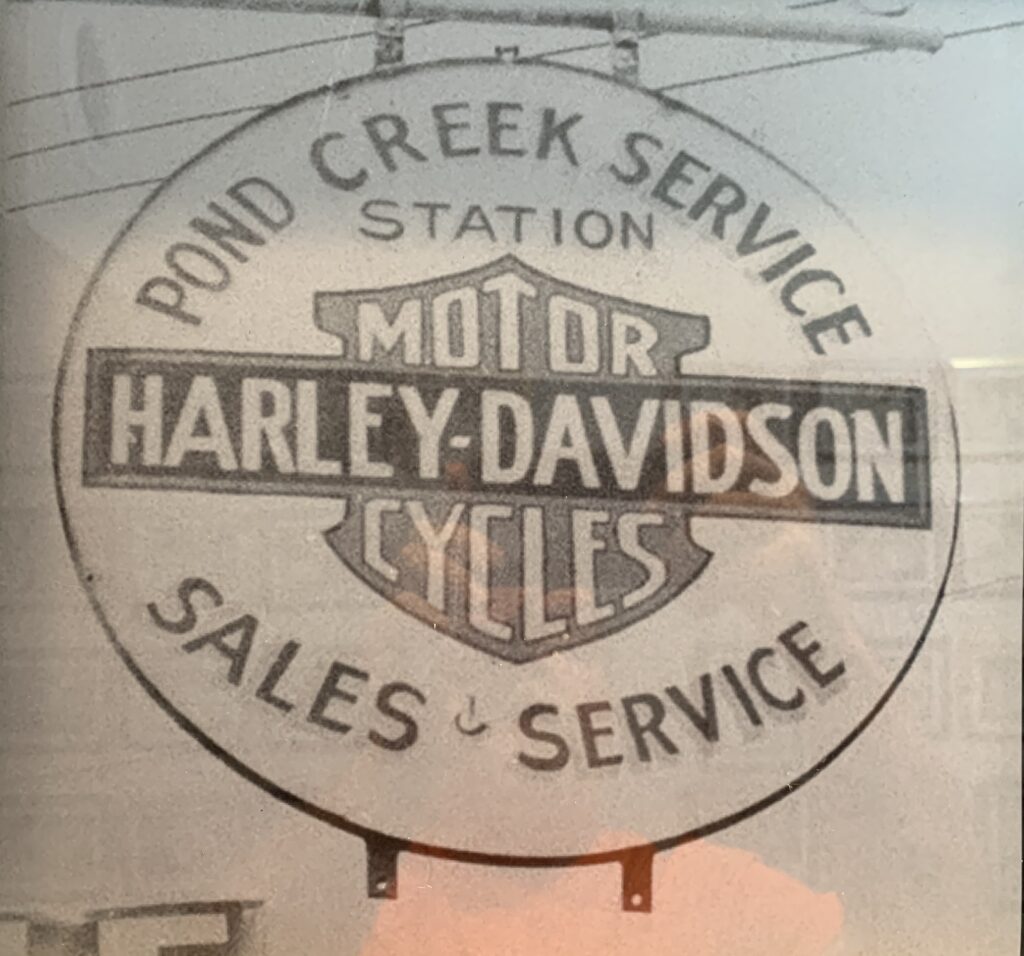 POND CREEK SERVICE
STATION
MOTOR
HARLEY-DAVIDSON
CYCLES
SALES & SERVICE